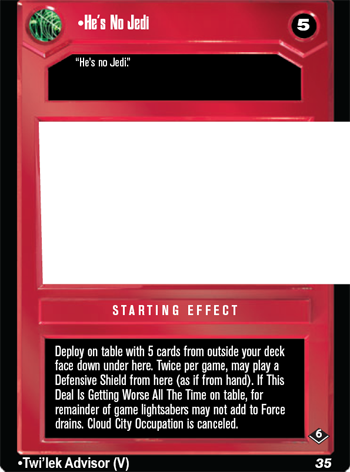 •He's No Jedi
5
"He's no Jedi."
STARTING EFFECT
Deploy on table with 5 cards from outside your deck
face down under here. Twice per game, may play a
Defensive Shield from here (as if from hand). If This
Deal Is Getting Worse All The Time on table, for
remainder of game lightsabers may not add to Force
drains. Cloud City Occupation is canceled.
6
•Twi'lek Advisor (V)
35